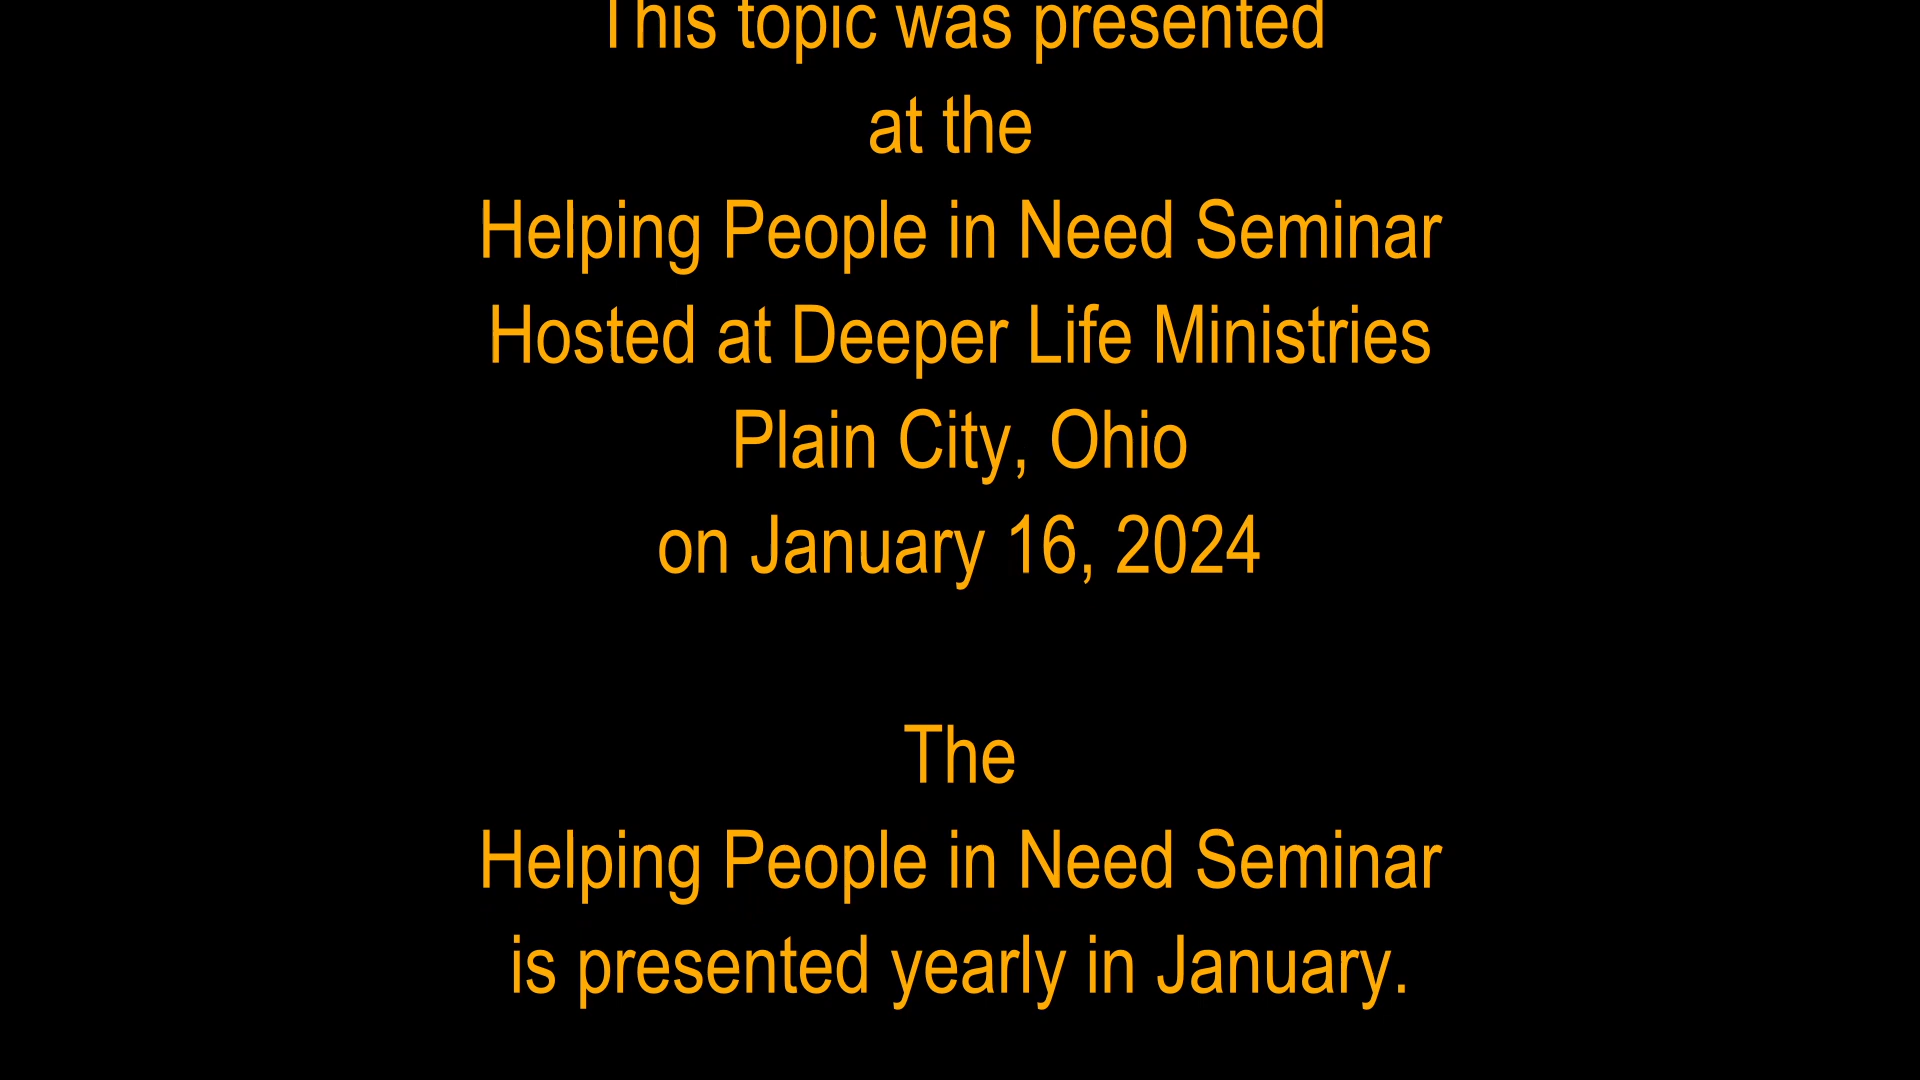 This topic was presented
at the
Helping People in Need Seminar
Hosted at Deeper Life Ministries
Plain City, Ohio
on January 16, 2024
The
Helping People in Need Seminar
is presented yearly in January.